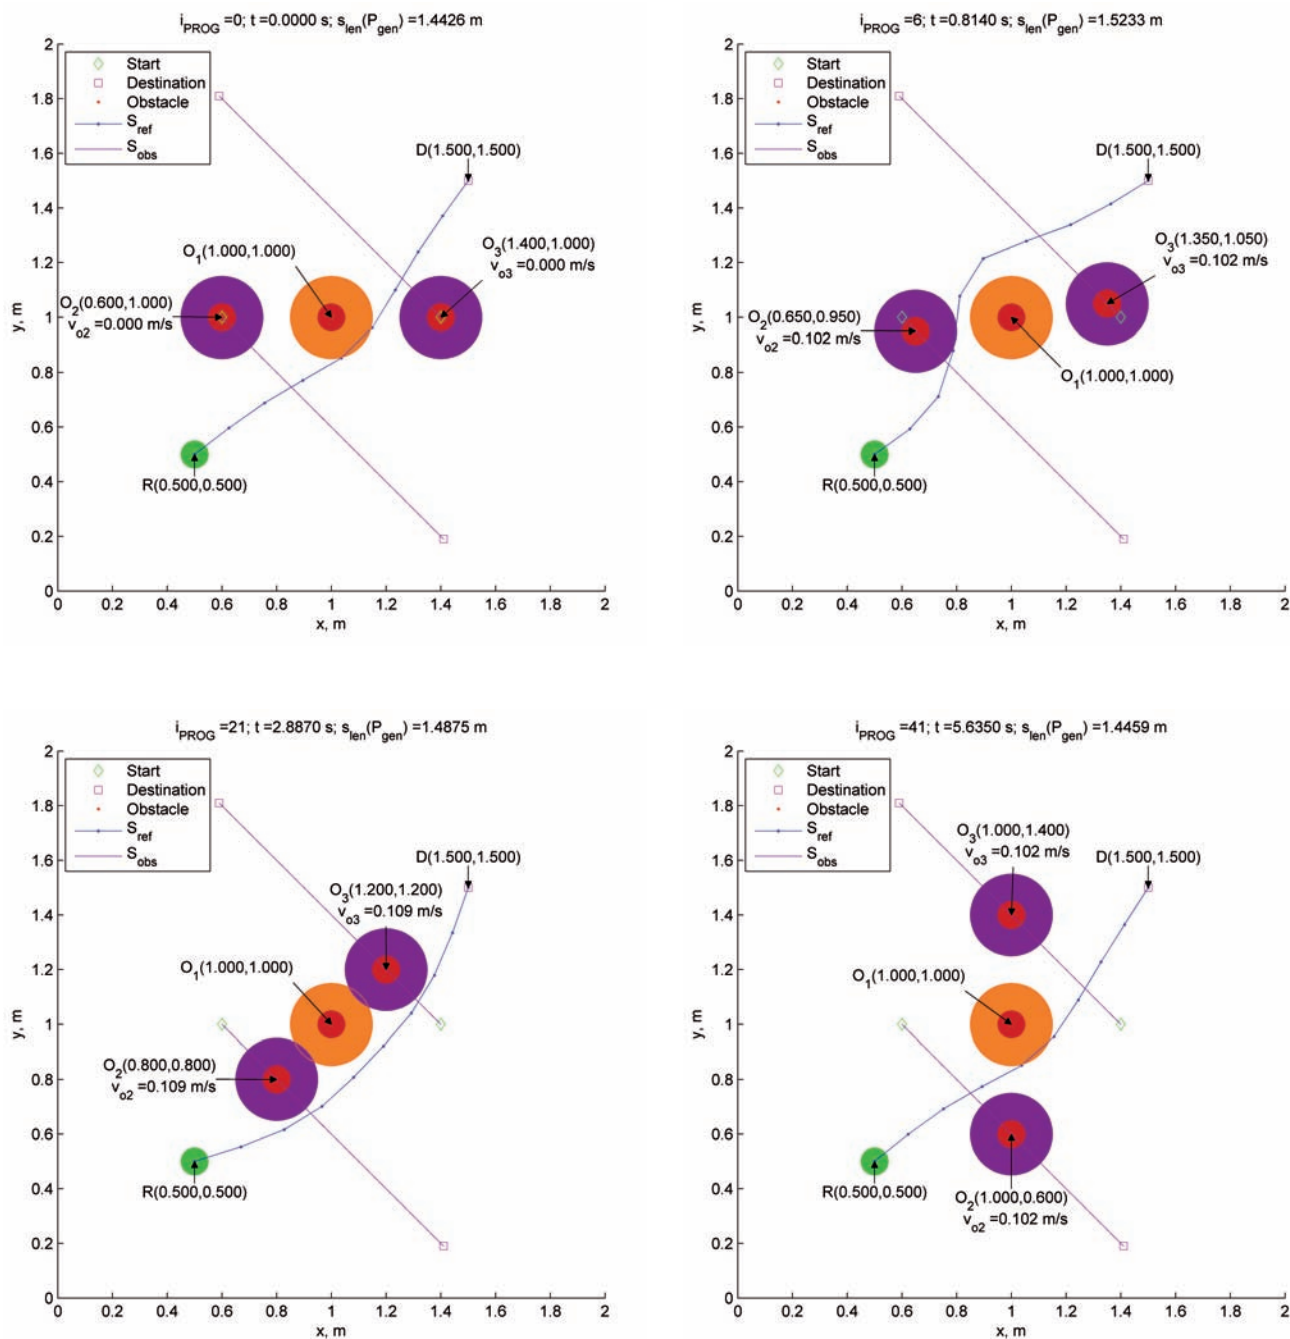 i_PROG =0; t =0.0000 s; s_len(P_gen) =1.4426 m
2
1.8
1.6
1.4
1.2
1
0.8
0.6
0.4
0.2
0
y, m
Start
Destination
Obstacle
S_ref
S_obs
D(1.500,1.500)
O_3(1.400,1.000)
v_o3 =0.000 m/s
O_1(1.000,1.000)
O_2(0.600,1.000)
v_o2 =0.000 m/s
R(0.500,0.500)
0 0.2 0.4 0.6 0.8 1 1.2 1.4 1.6 1.8 2
x, m
i_PROG =6; t =0.8140 s; s_len(P_gen) =1.5233 m
2
1.8
1.6
1.4
1.2
1
0.8
0.6
0.4
0.2
0
y, m
Start
Destination
Obstacle
S_ref
S_obs
D(1.500,1.500)
O_3(1.350,1.050)
v_o3 =0.102 m/s
O_2(0.650,0.950)
v_o2 =0.102 m/s
O_1(1.000,1.000)
R(0.500,0.500)
0 0.2 0.4 0.6 0.8 1 1.2 1.4 1.6 1.8 2
x, m
i_PROG =21; t =2.8870 s; s_len(P_gen) =1.4875 m
2
1.8
1.6
1.4
1.2
1
0.8
0.6
0.4
0.2
0
y, m
Start
Destination
Obstacle
S_ref
S_obs
D(1.500,1.500)
O_3(1.200,1.200)
v_o3 =0.109 m/s
O_1(1.000,1.000)
O_2(0.800,0.800)
v_o2 =0.109 m/s
R(0.500,0.500)
0 0.2 0.4 0.6 0.8 1 1.2 1.4 1.6 1.8 2
x, m
i_PROG =41; t =5.6350 s; s_len(P_gen) =1.4459 m
2
1.8
1.6
1.4
1.2
1
0.8
0.6
0.4
0.2
0
y, m
Start
Destination
Obstacle
S_ref
S_obs
O_3(1.000,1.400)
v_o3 =0.102 m/s
D(1.500,1.500)
O_1(1.000,1.000)
R(0.500,0.500)
O_2(1.000,0.600)
v_o2 =0.102 m/s
0 0.2 0.4 0.6 0.8 1 1.2 1.4 1.6 1.8 2
x, m